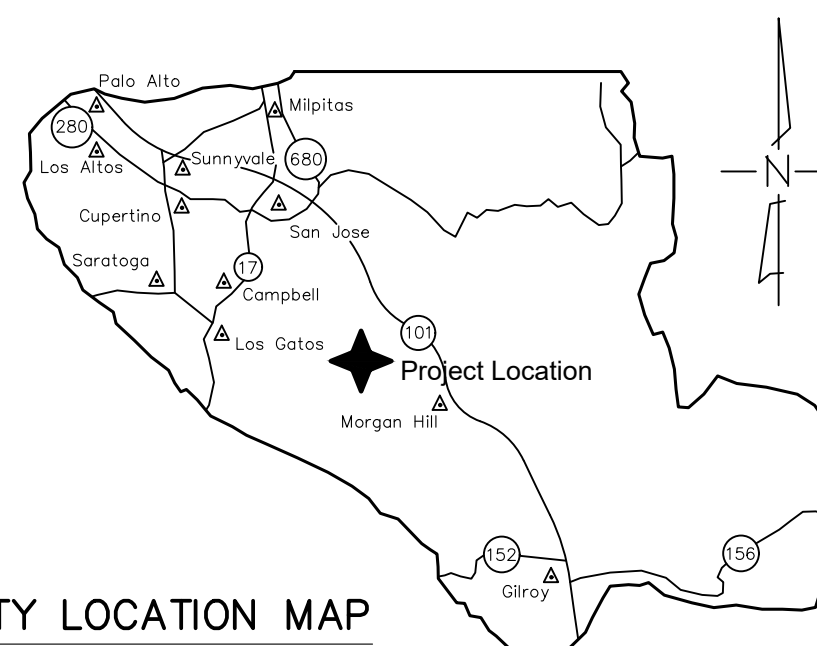 Palo Alto
Milpitas
280
N
Los Altos
Sunnyvale
680
Cupertino
San Jose
Saratoga
17
Campbell
101
Los Gatos
Project Location
Morgan Hill
152
156
Gilroy
TY LOCATION MAP